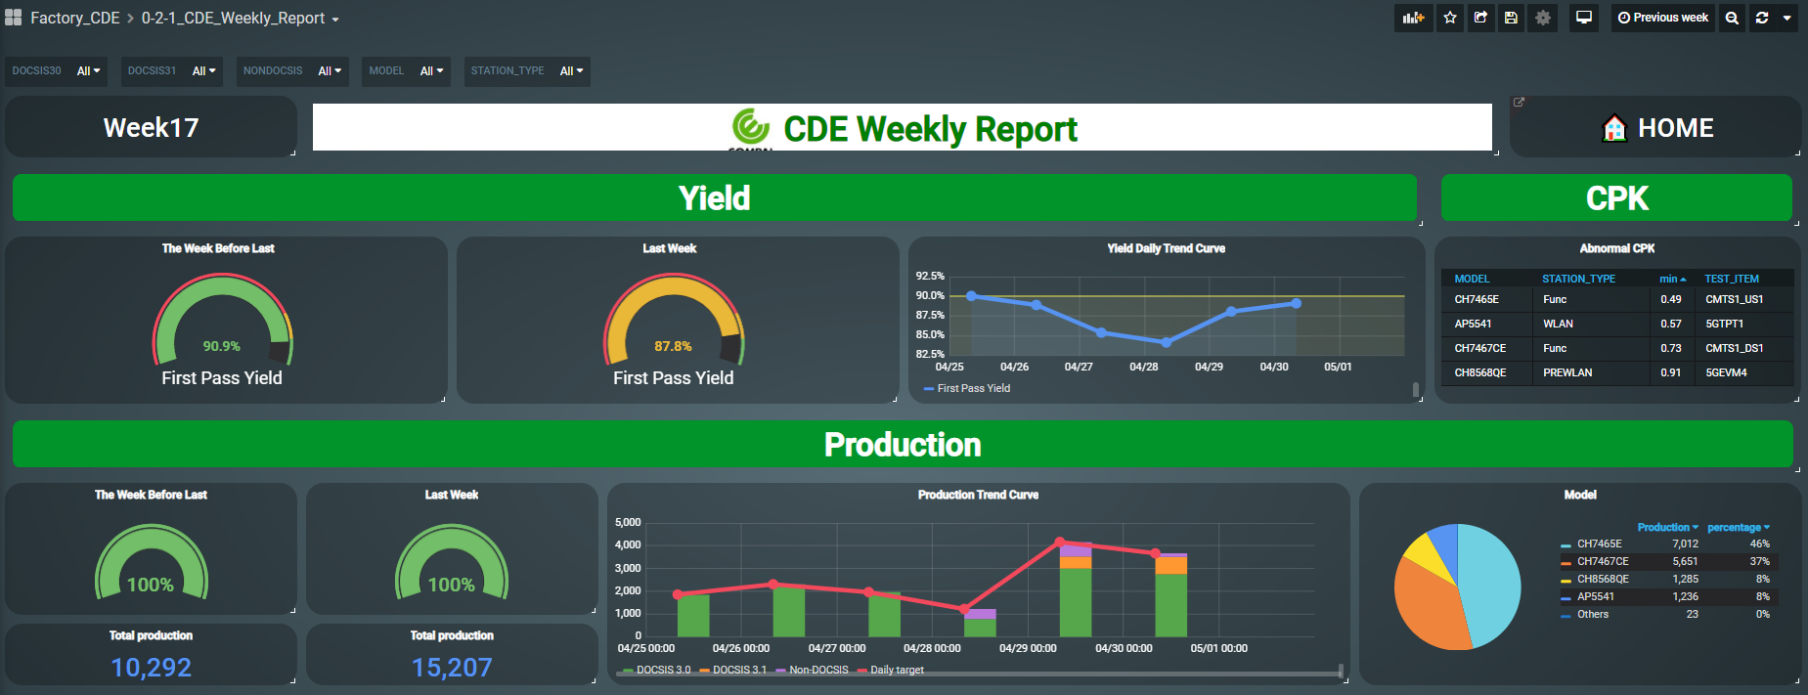 Factory_CDE > 0-2-1_CDE_Weekly_Report
Previous week
DOCSIS30 All
DOCSIS31 All
NONDOCSIS All
MODEL All
STATION_TYPE All
Week17
CDE Weekly Report
HOME
Yield
CPK
The Week Before Last
90.9%
First Pass Yield
Last Week
87.8%
First Pass Yield
Yield Daily Trend Curve
92.5%
90.0%
87.5%
85.0%
82.5%
04/25 04/26 04/27 04/28 04/29 04/30 05/01
First Pass Yield
Abnormal CPK
MODEL STATION_TYPE min TEST_ITEM
CH7465E Func 0.49 CMTS1_US1
AP5541 WLAN 0.57 5GTPT1
CH7467CE Func 0.73 CMTS1_DS1
CH8568QE PREWLAN 0.91 5GEVM4
Production
The Week Before Last
100%
Total production
10,292
Last Week
100%
Total production
15,207
Production Trend Curve
5,000
4,000
3,000
2,000
1,000
0
04/25 00:00 04/26 00:00 04/27 00:00 04/28 00:00 04/29 00:00 04/30 00:00 05/01 00:00
DOCSIS 3.0 DOCSIS 3.1 Non-DOCSIS Daily target
Model
Production percentage
CH7465E 7,012 46%
CH7467CE 5,651 37%
CH8568QE 1,285 8%
AP5541 1,236 8%
Others 23 0%